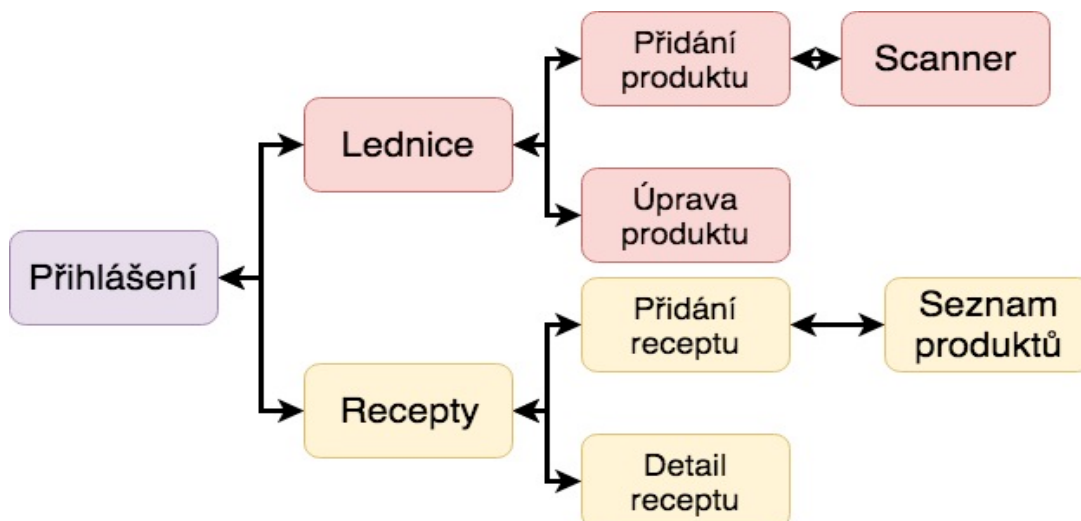 Přidání
produktu
Scanner
Lednice
Úprava
produktu
Přihlášení
Přidání
receptu
Seznam
produktů
Recepty
Detail
receptu